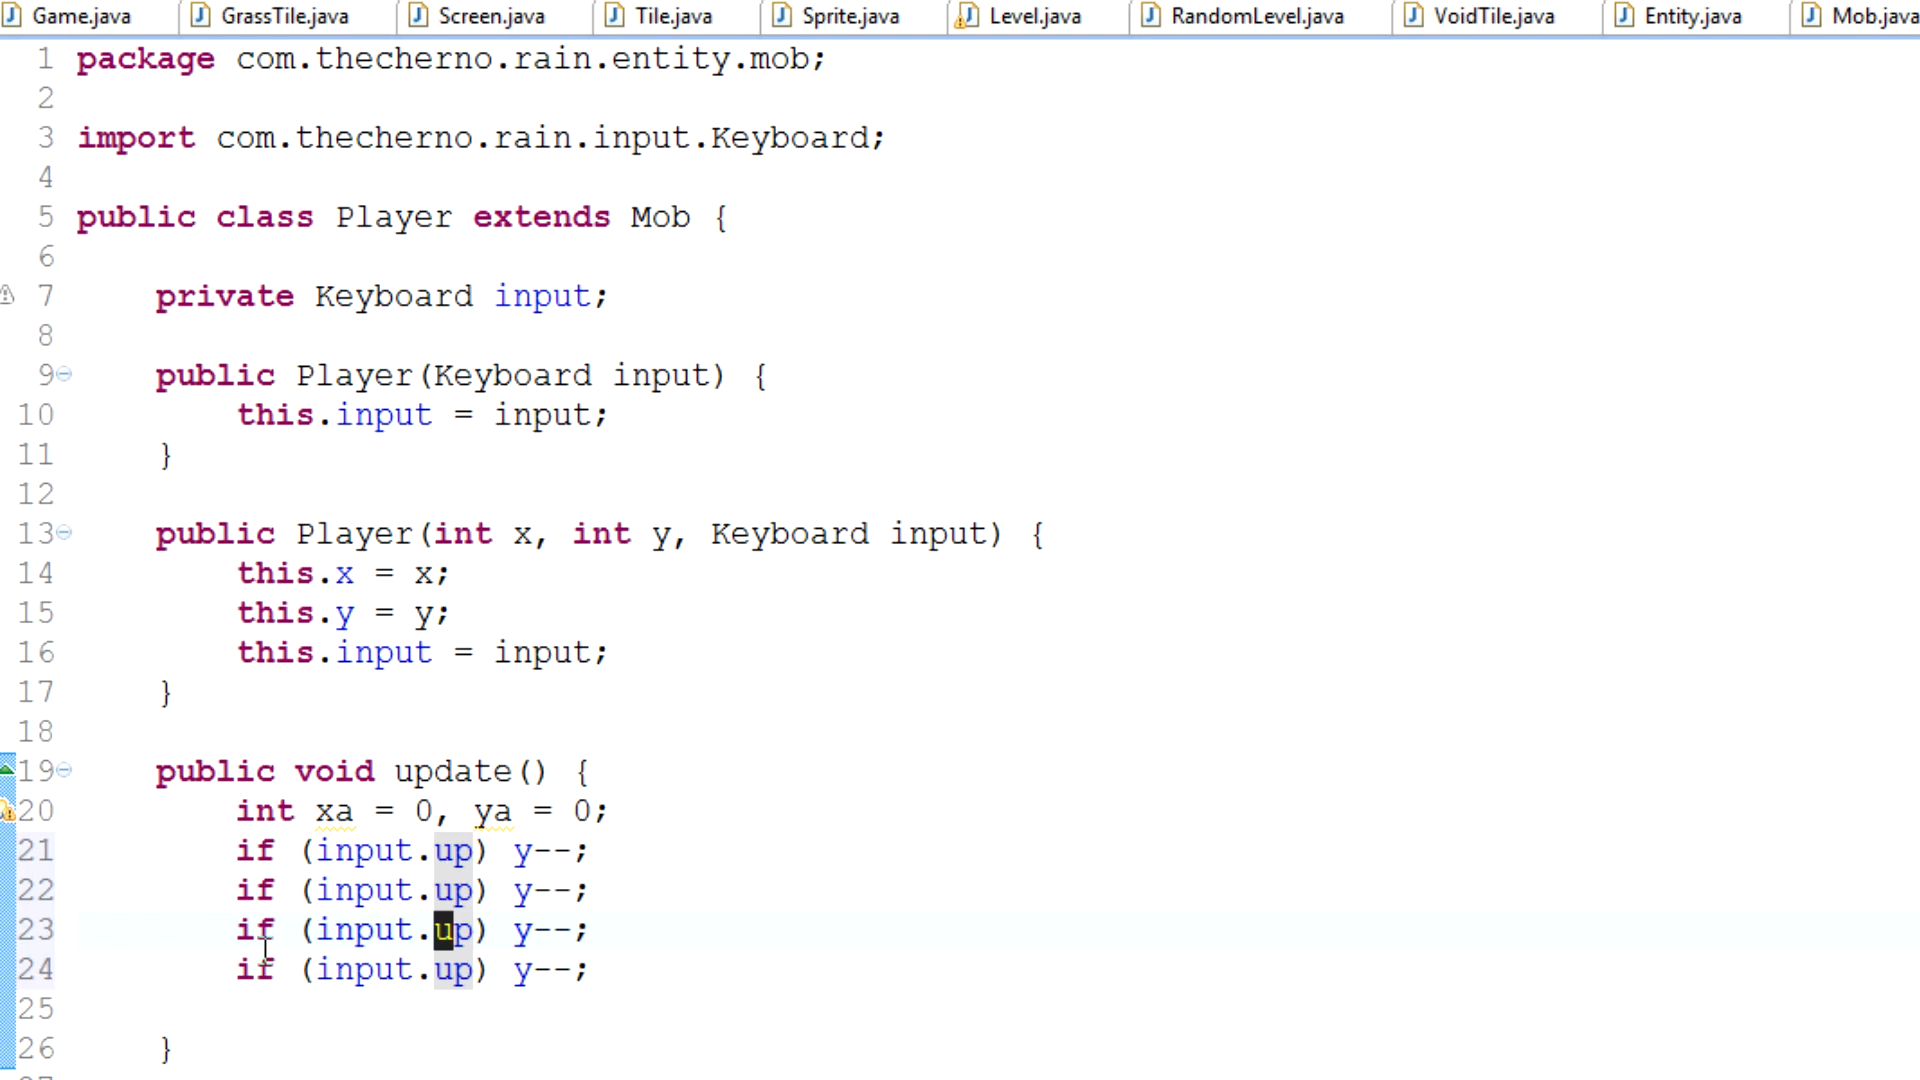 Game.java GrassTile.java Screen.java Tile.java Sprite.java Level.java RandomLevel.java VoidTile.java Entity.java Mob.java
1 package com.thecherno.rain.entity.mob;
2
3 import com.thecherno.rain.input.Keyboard;
4
5 public class Player extends Mob {
6
7 private Keyboard input;
8
9 public Player(Keyboard input) {
10 this.input = input;
11 }
12
13 public Player(int x, int y, Keyboard input) {
14 this.x = x;
15 this.y = y;
16 this.input = input;
17 }
18
19 public void update() {
20 int xa = 0, ya = 0;
21 if (input.up) y--;
22 if (input.up) y--;
23 if (input.up) y--;
24 if (input.up) y--;
25
26 }